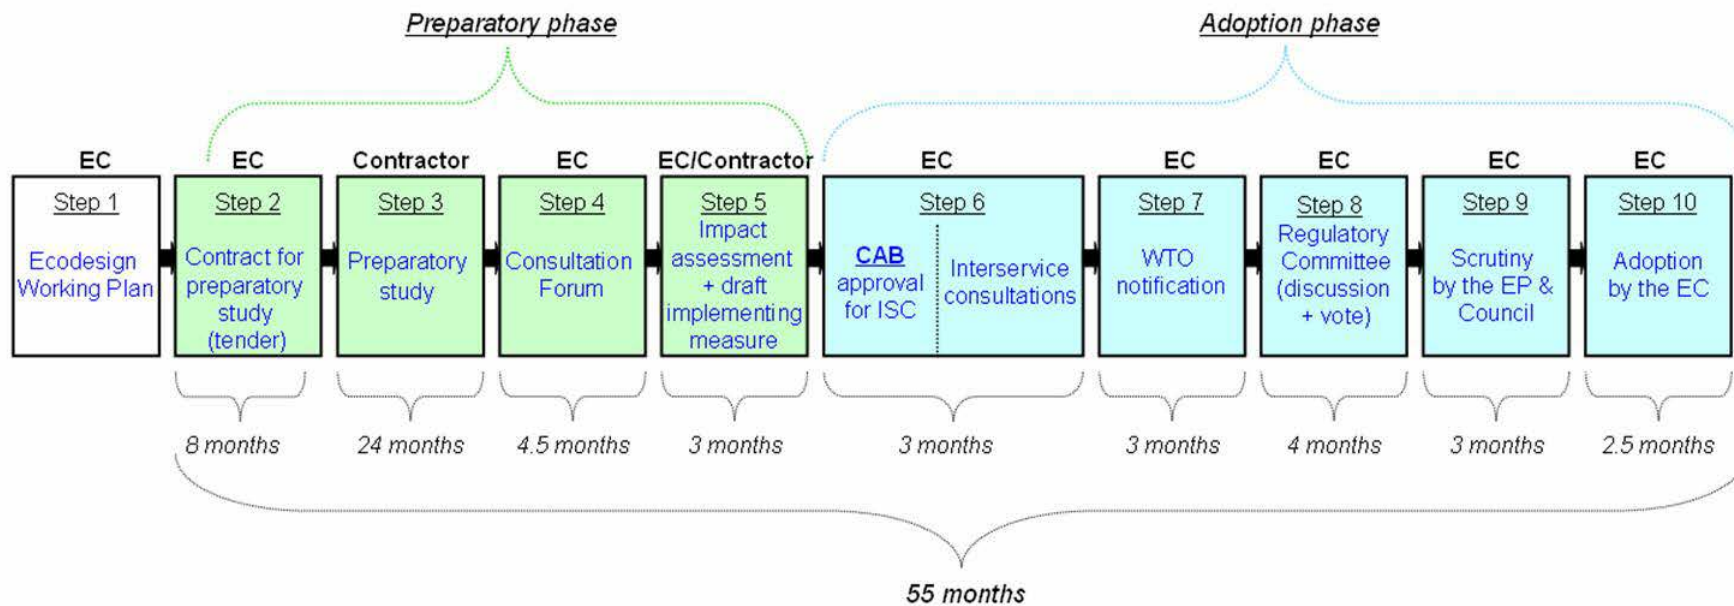 Preparatory phase
Adoption phase
EC
EC
Contractor
EC
EC/Contractor
EC
EC
EC
EC
EC
Step 1
Ecodesign
Working Plan
Step 2
Contract for
preparatory
study
(tender)
Step 3
Preparatory
study
Step 4
Consultation
Forum
Step 5
Impact
assessment
+ draft
implementing
measure
Step 6
CAB
approval
for ISC
Interservice
consultations
Step 7
WTO
notification
Step 8
Regulatory
Committee
(discussion
+ vote)
Step 9
Scrutiny
by the EP &
Council
Step 10
Adoption
by the EC
8 months
24 months
4.5 months
3 months
3 months
3 months
4 months
3 months
2.5 months
55 months